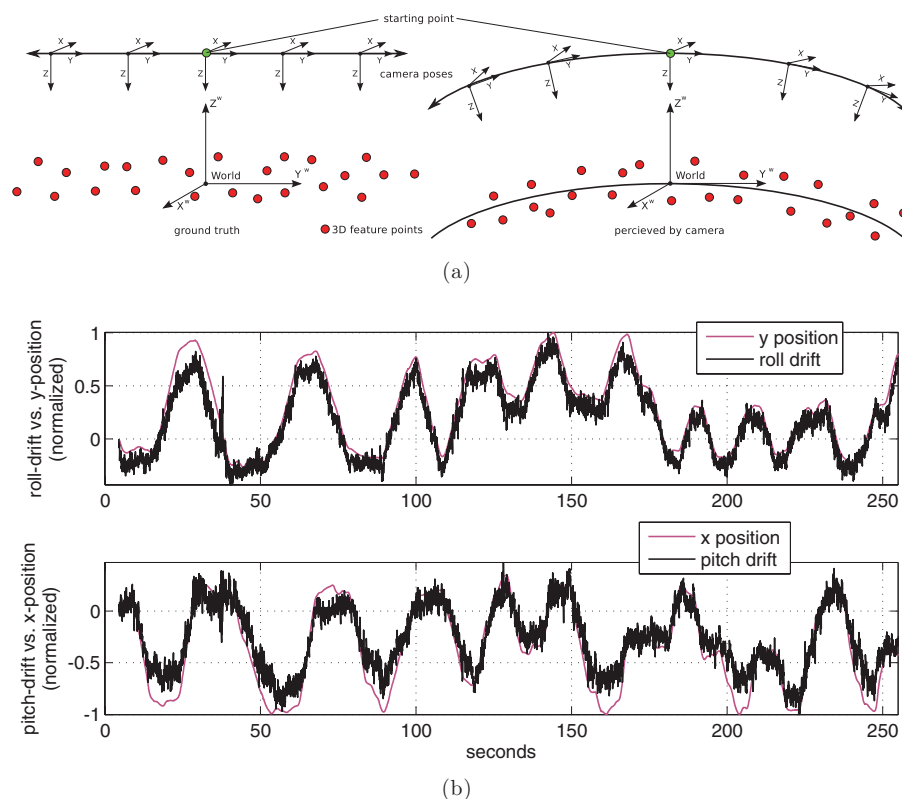 starting point
X X X X X
Y Y Y Y Y
Z Z Z Z Z
camera poses
X X X X X
Y Y Y Y Y
Z Z Z Z Z
Z^w
World
Y^w
X^w
ground truth
3D feature points
Z^w
World
Y^w
X^w
percieved by camera
(a)
roll-drift vs. y-position
(normalized)
1
0.5
0
y position
roll drift
0 50 100 150 200 250
pitch-drift vs. x-position
(normalized)
0
-0.5
-1
x position
pitch drift
0 50 100 150 200 250
seconds
(b)